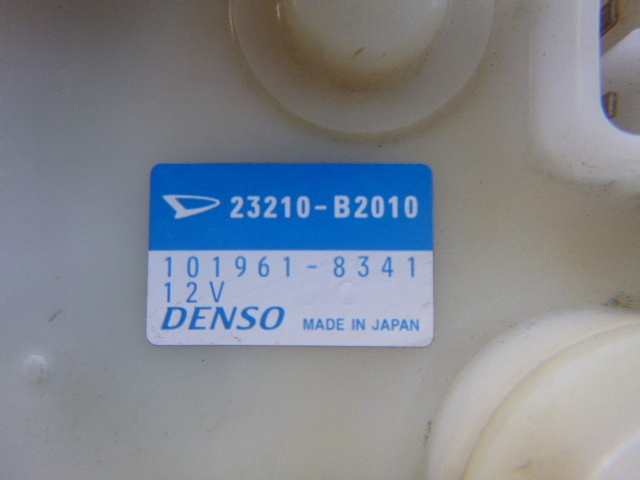 23210-B2010
101961-8341
12V
DENSO MADE IN JAPAN